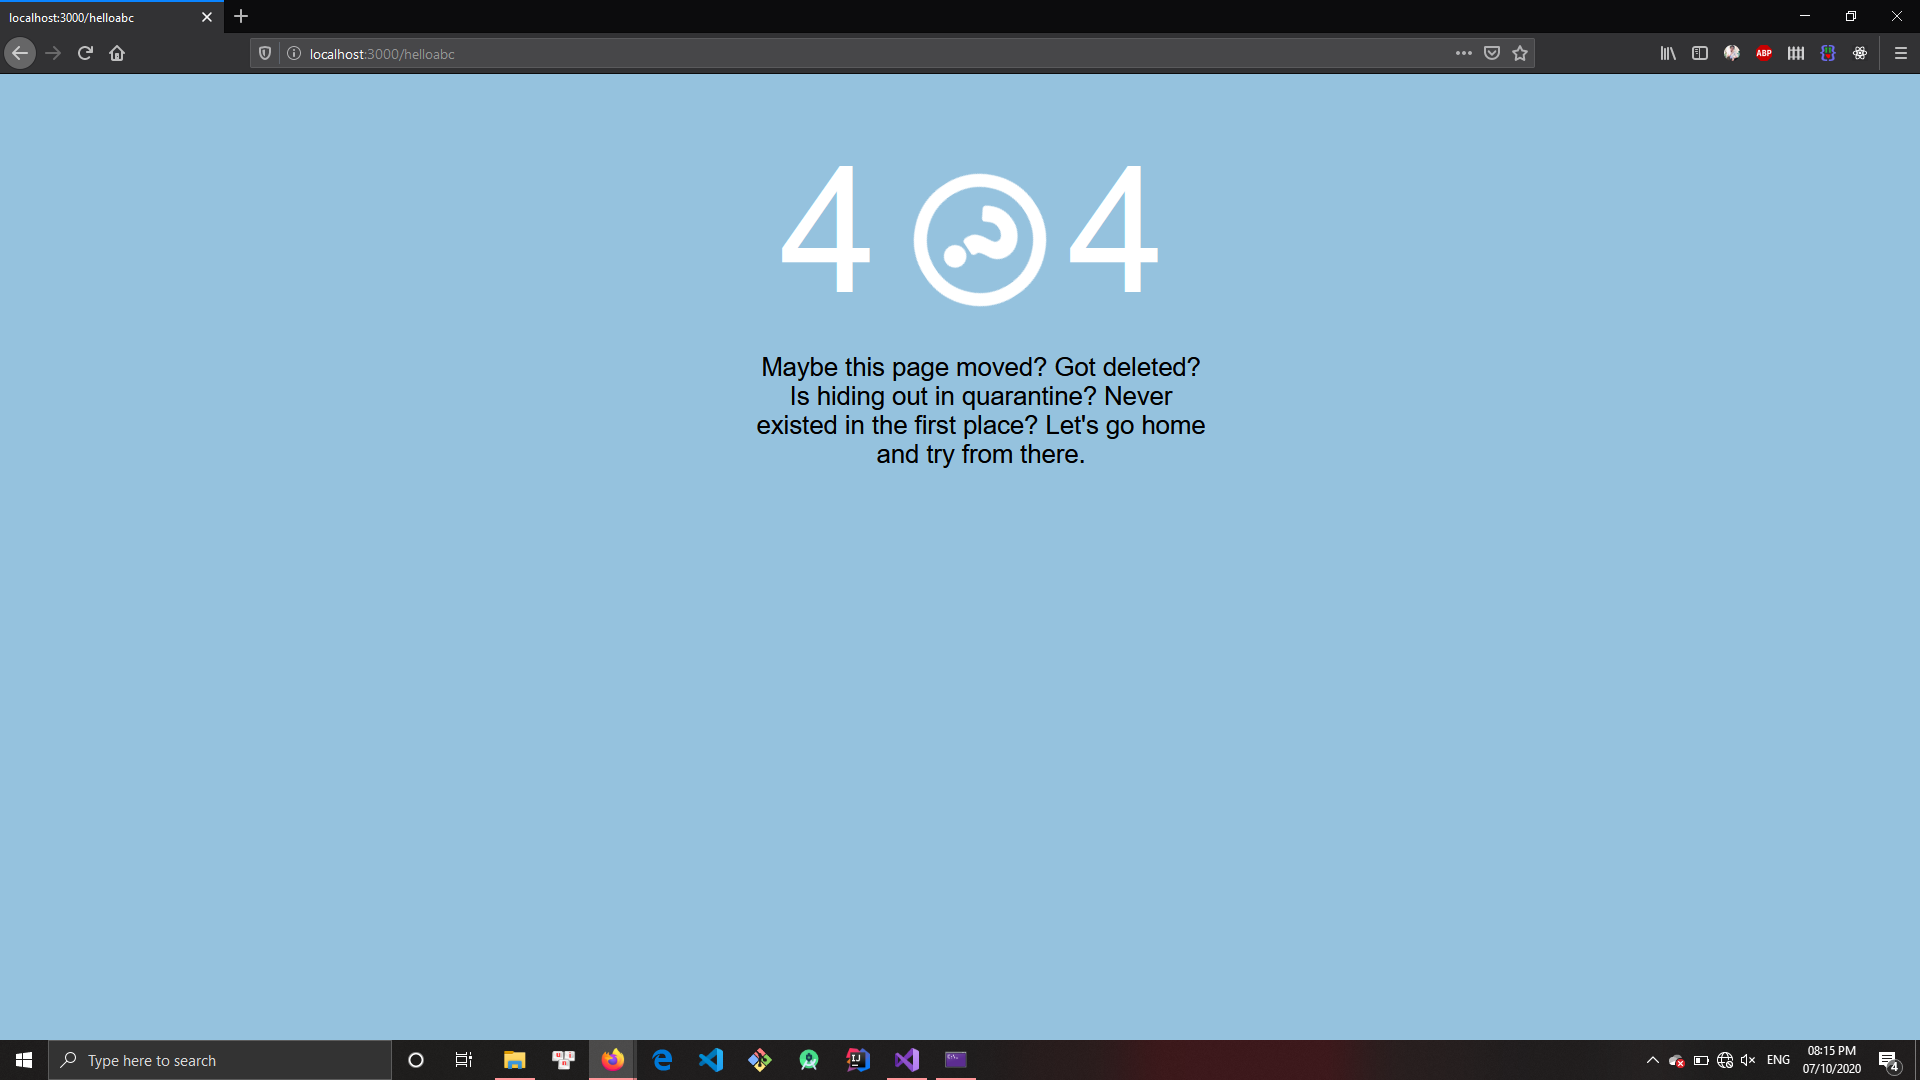 localhost:3000/helloabc
localhost:3000/helloabc
ABP
4 ? 4
Maybe this page moved? Got deleted?
Is hiding out in quarantine? Never
existed in the first place? Let's go home
and try from there.
Type here to search
ENG
08:15 PM
07/10/2020
4